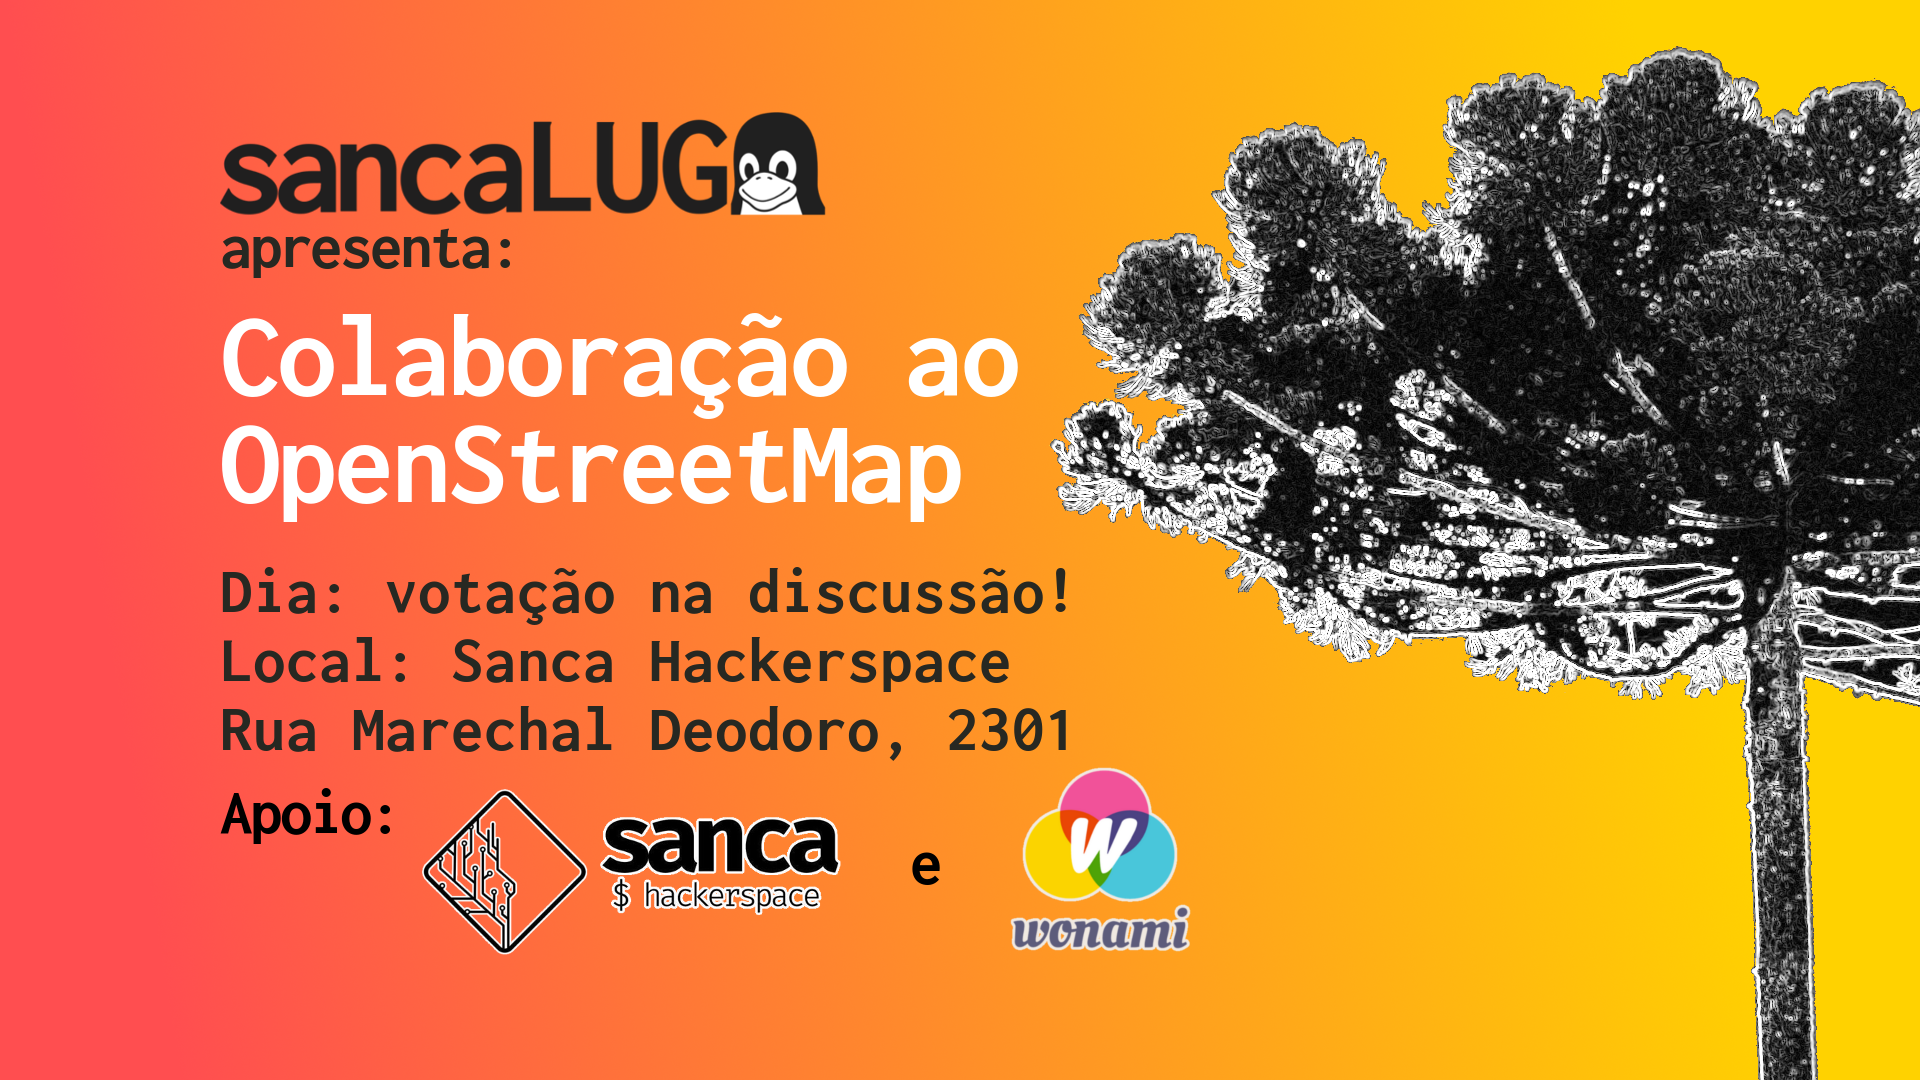 sancaLUG
apresenta:
Colaboração ao
OpenStreetMap
Dia: votação na discussão!
Local: Sanca Hackerspace
Rua Marechal Deodoro, 2301
Apoio:
sanca
$ hackerspace
e
w
wonami